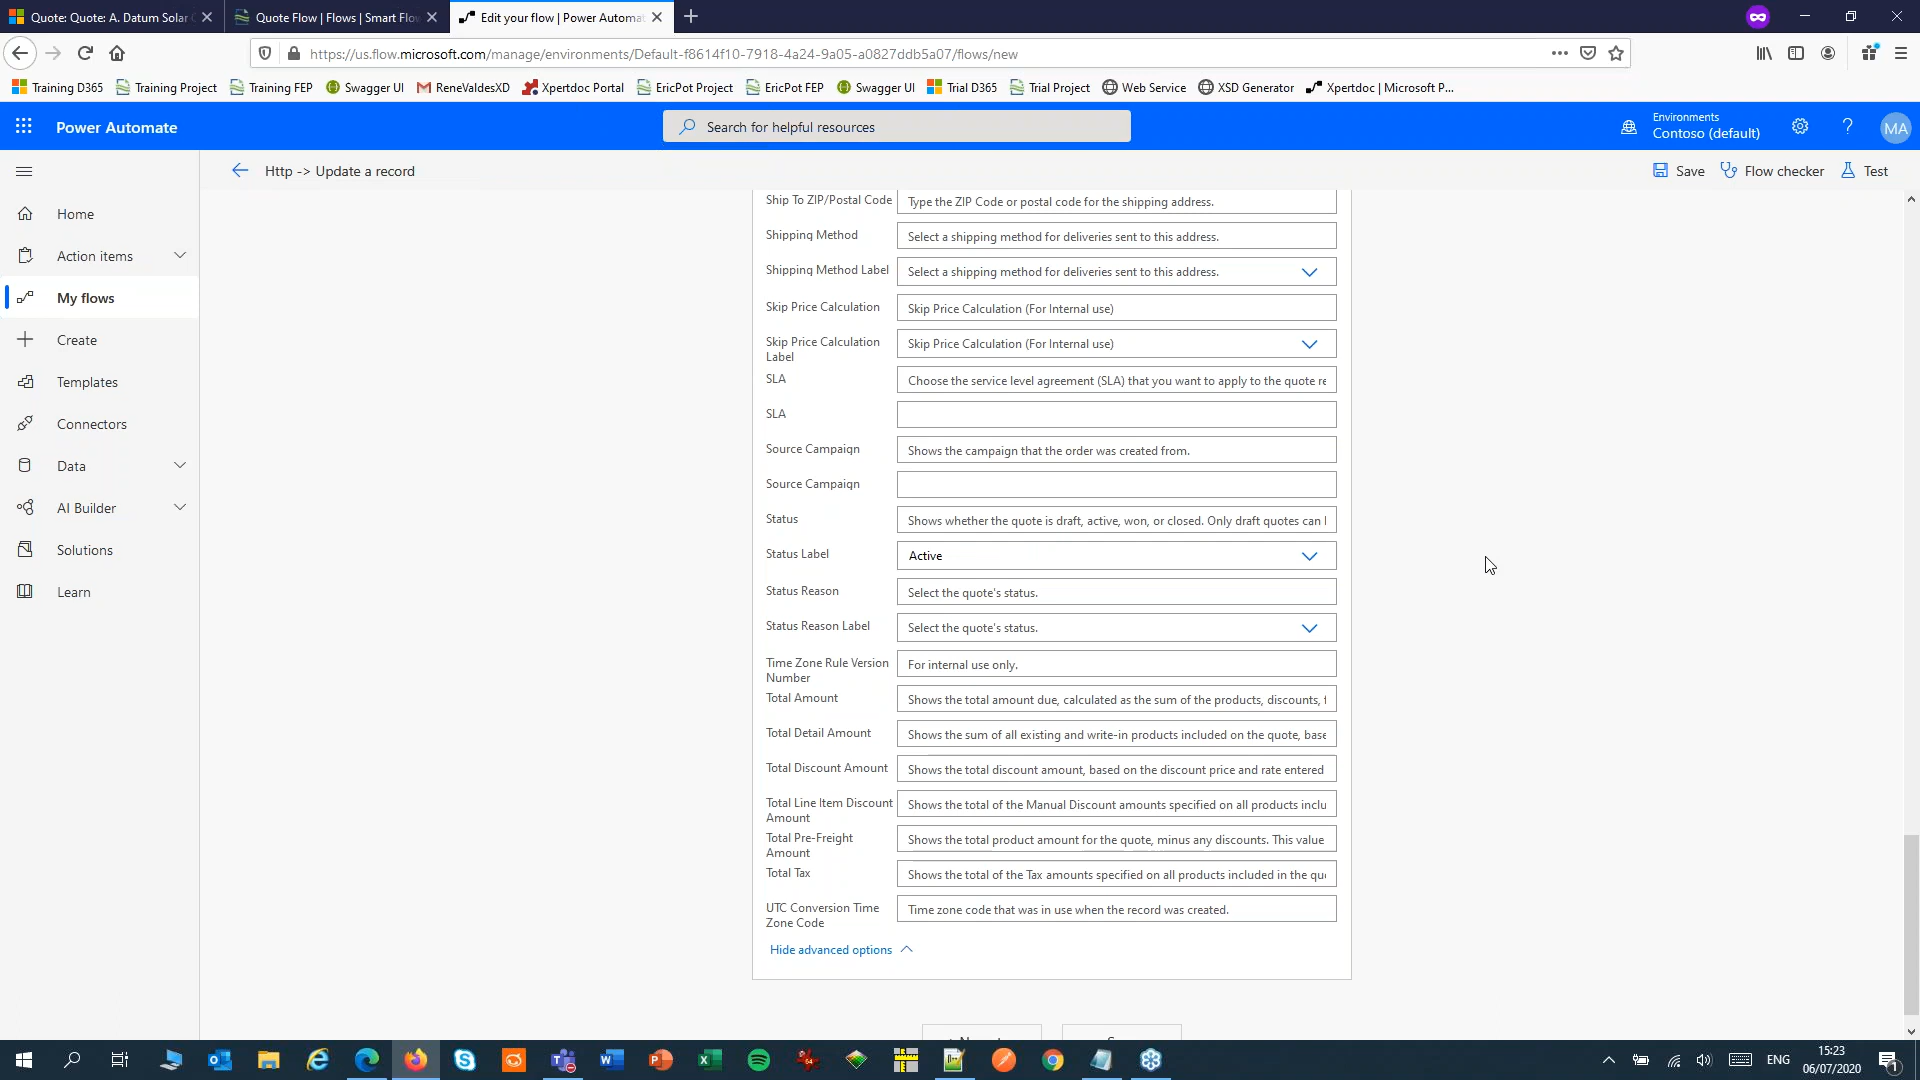 Quote: Quote: A. Datum Solar
Quote Flow | Flows | Smart Flo
Edit your flow | Power Automat
https://us.flow.microsoft.com/manage/environments/Default-f8614f10-7918-4a24-9a05-a0827ddb5a07/flows/new
Training D365 Training Project Training FEP Swagger UI ReneValdesXD Xpertdoc Portal EricPot Project EricPot FEP Swagger UI Trial D365 Trial Project Web Service XSD Generator Xpertdoc | Microsoft P...
Power Automate
Search for helpful resources
Environments
Contoso (default)
? MA
Http -> Update a record
Save Flow checker Test
Home
Action items
My flows
Create
Templates
Connectors
Data
AI Builder
Solutions
Learn
Ship To ZIP/Postal Code Type the ZIP Code or postal code for the shipping address.
Shipping Method Select a shipping method for deliveries sent to this address.
Shipping Method Label Select a shipping method for deliveries sent to this address.
Skip Price Calculation Skip Price Calculation (For Internal use)
Skip Price Calculation Label Skip Price Calculation (For Internal use)
SLA Choose the service level agreement (SLA) that you want to apply to the quote re
SLA
Source Campaign Shows the campaign that the order was created from.
Source Campaign
Status Shows whether the quote is draft, active, won, or closed. Only draft quotes can
Status Label Active
Status Reason Select the quote's status.
Status Reason Label Select the quote's status.
Time Zone Rule Version Number For internal use only.
Total Amount Shows the total amount due, calculated as the sum of the products, discounts,
Total Detail Amount Shows the sum of all existing and write-in products included on the quote, base
Total Discount Amount Shows the total discount amount, based on the discount price and rate entered
Total Line Item Discount Amount Shows the total of the Manual Discount amounts specified on all products inclu
Total Pre-Freight Amount Shows the total product amount for the quote, minus any discounts. This value
Total Tax Shows the total of the Tax amounts specified on all products included in the qu
UTC Conversion Time Zone Code Time zone code that was in use when the record was created.
Hide advanced options
ENG
15:23
06/07/2020